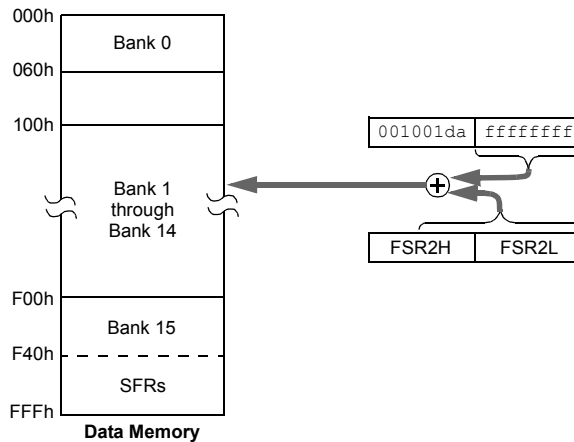 000h
Bank 0
060h
100h
001001da ffffffff
Bank 1
through
Bank 14
FSR2H FSR2L
F00h
Bank 15
F40h
SFRs
FFFh
Data Memory